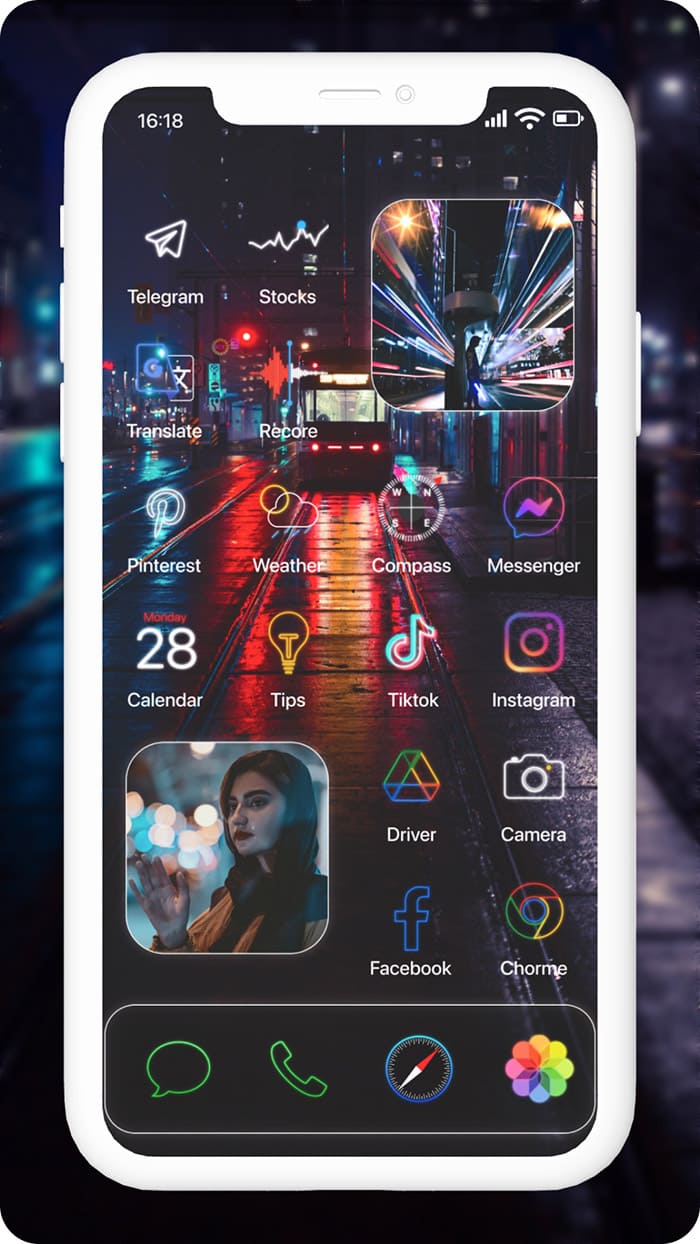 16:18
Telegram
Stocks
文
Translate
Recore
W N
S E
Pinterest
Weather
Compass
Messenger
Monday
28
Calendar
Tips
Tiktok
Instagram
Driver
Camera
Facebook
Chorme